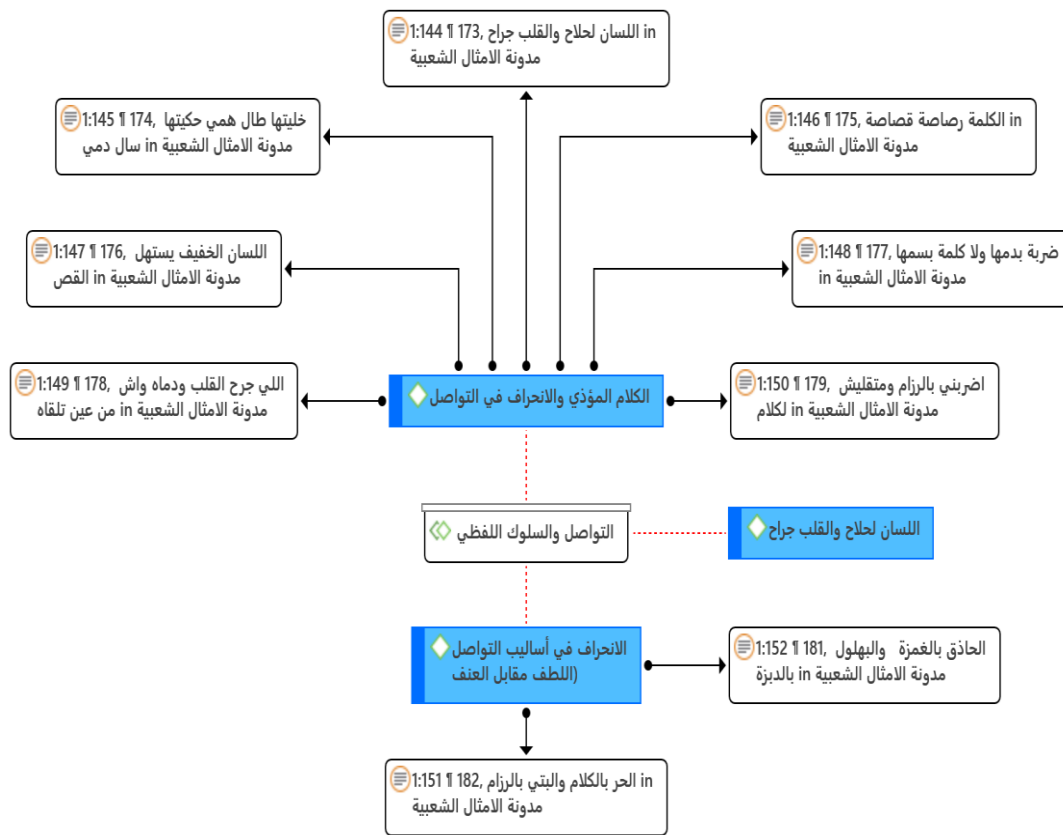 1:144 ¶ 173, اللسان لحلاح والقلب جراح in
مدونة الامثال الشعبية
1:145 ¶ 174, خليتها طال همي حكيتها
سال دمي in مدونة الامثال الشعبية
1:146 ¶ 175, الكلمة رصاصة قصاصة in
مدونة الامثال الشعبية
1:147 ¶ 176, اللسان الخفيف يستهل
القص in مدونة الامثال الشعبية
1:148 ¶ 177, ضربة بدمها ولا كلمة بسمها
in مدونة الامثال الشعبية
1:149 ¶ 178, اللي جرح القلب ودماه واش
من عين تلقاه in مدونة الامثال الشعبية
الكلام المؤذي والانحراف في التواصل
1:150 ¶ 179, اضربني بالرزام ومتقليش
لكلام in مدونة الامثال الشعبية
التواصل والسلوك اللفظي
اللسان لحلاح والقلب جراح
الانحراف في أساليب التواصل
(اللطف مقابل العنف
1:152 ¶ 181, الحاذق بالغمزة والبهلول
بالدبزة in مدونة الامثال الشعبية
1:151 ¶ 182, الحر بالكلام والبتي بالرزام in
مدونة الامثال الشعبية